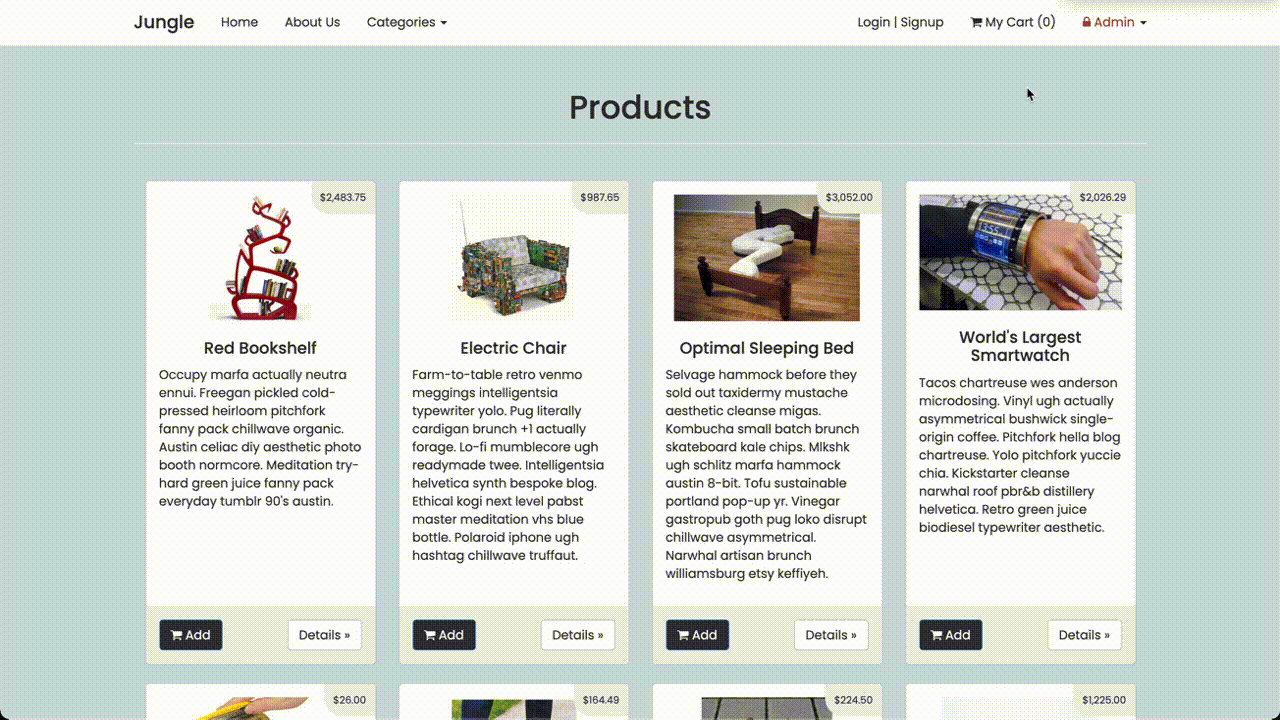 Jungle Home About Us Categories Login | Signup My Cart (0) Admin
Products
$2,483.75
Red Bookshelf
Occupy marfa actually neutra
ennui. Freegan pickled cold-
pressed heirloom pitchfork
fanny pack chillwave organic.
Austin celiac diy aesthetic photo
booth normcore. Meditation try-
hard green juice fanny pack
everyday tumblr 90's austin.
Add Details »
$987.65
Electric Chair
Farm-to-table retro venmo
meggings intelligentsia
typewriter yolo. Pug literally
cardigan brunch +1 actually
forage. Lo-fi mumblecore ugh
readymade twee. Intelligentsia
helvetica synth bespoke blog.
Ethical kogi next level pabst
master meditation vhs blue
bottle. Polaroid iphone ugh
hashtag chillwave truffaut.
Add Details »
$3,052.00
Optimal Sleeping Bed
Selvage hammock before they
sold out taxidermy mustache
aesthetic cleanse migas.
Kombucha small batch brunch
skateboard kale chips. Mlkshk
ugh schlitz marfa hammock
austin 8-bit. Tofu sustainable
portland pop-up yr. Vinegar
gastropub goth pug loko disrupt
chillwave asymmetrical.
Narwhal artisan brunch
williamsburg etsy keffiyeh.
Add Details »
$2,026.29
World's Largest
Smartwatch
Tacos chartreuse wes anderson
microdosing. Vinyl ugh actually
asymmetrical bushwick single-
origin coffee. Pitchfork hella blog
chartreuse. Yolo pitchfork yuccie
chia. Kickstarter cleanse
narwhal roof pbr&b distillery
helvetica. Retro green juice
biodiesel typewriter aesthetic.
Add Details »
$26.00
$164.49
$224.50
$1,225.00